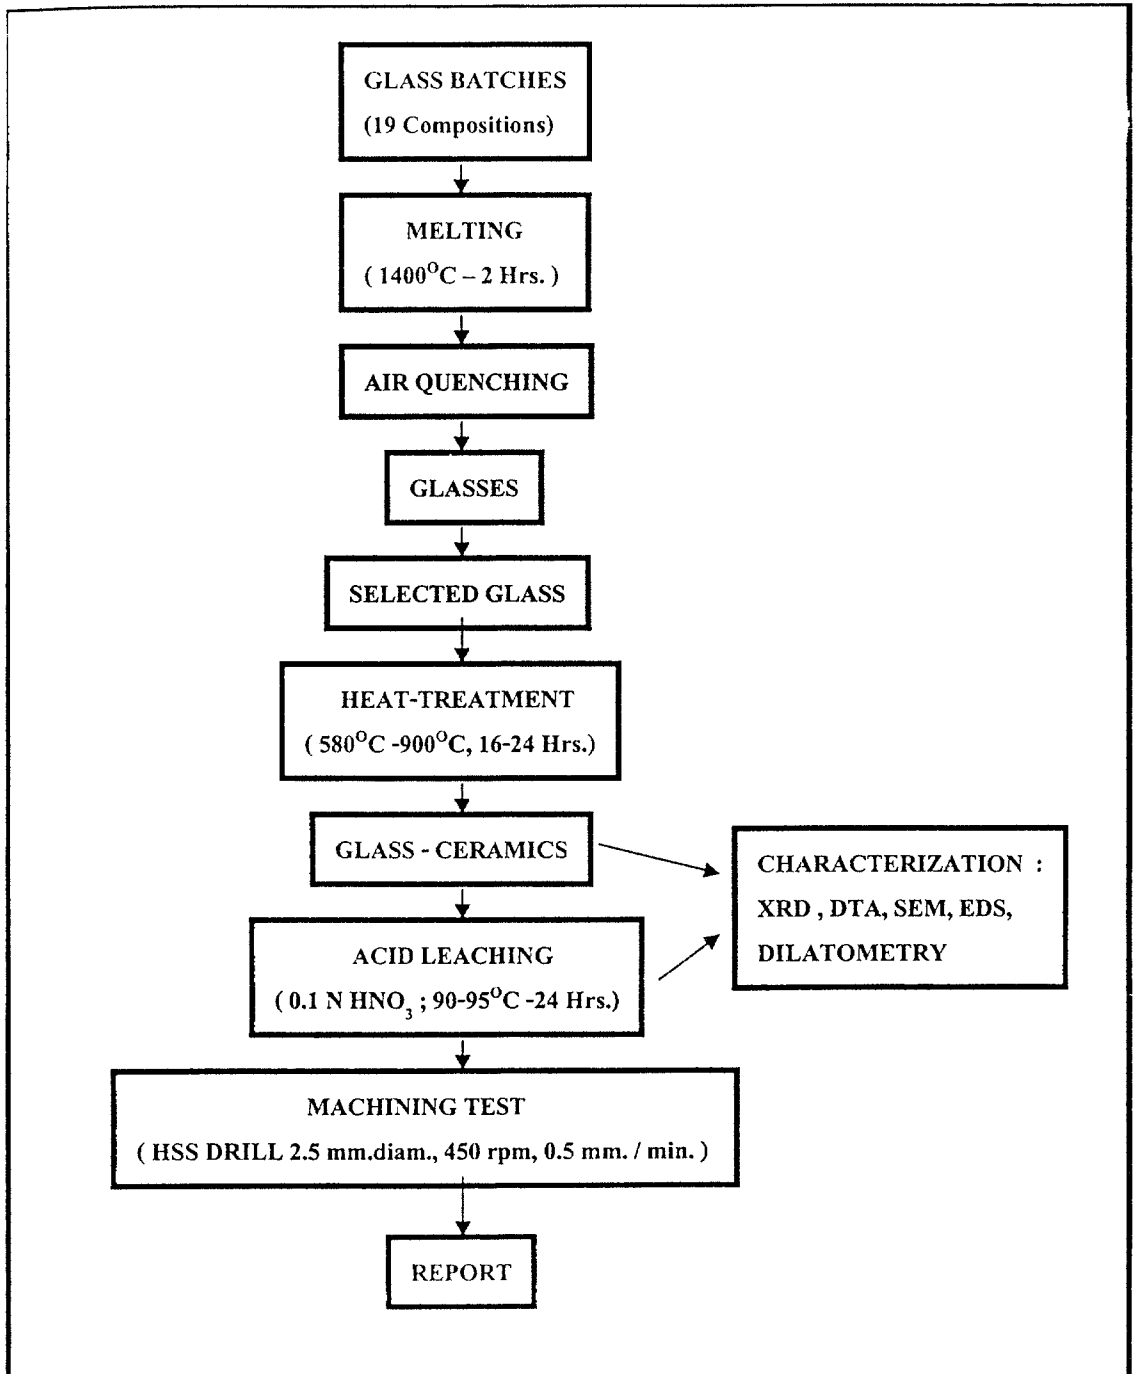 GLASS BATCHES
(19 Compositions)
MELTING
( 1400°C – 2 Hrs. )
AIR QUENCHING
GLASSES
SELECTED GLASS
HEAT-TREATMENT
( 580°C -900°C, 16-24 Hrs.)
GLASS - CERAMICS
CHARACTERIZATION :
XRD , DTA, SEM, EDS,
DILATOMETRY
ACID LEACHING
( 0.1 N HNO₃ ; 90-95°C -24 Hrs.)
MACHINING TEST
( HSS DRILL 2.5 mm.diam., 450 rpm, 0.5 mm. / min. )
REPORT